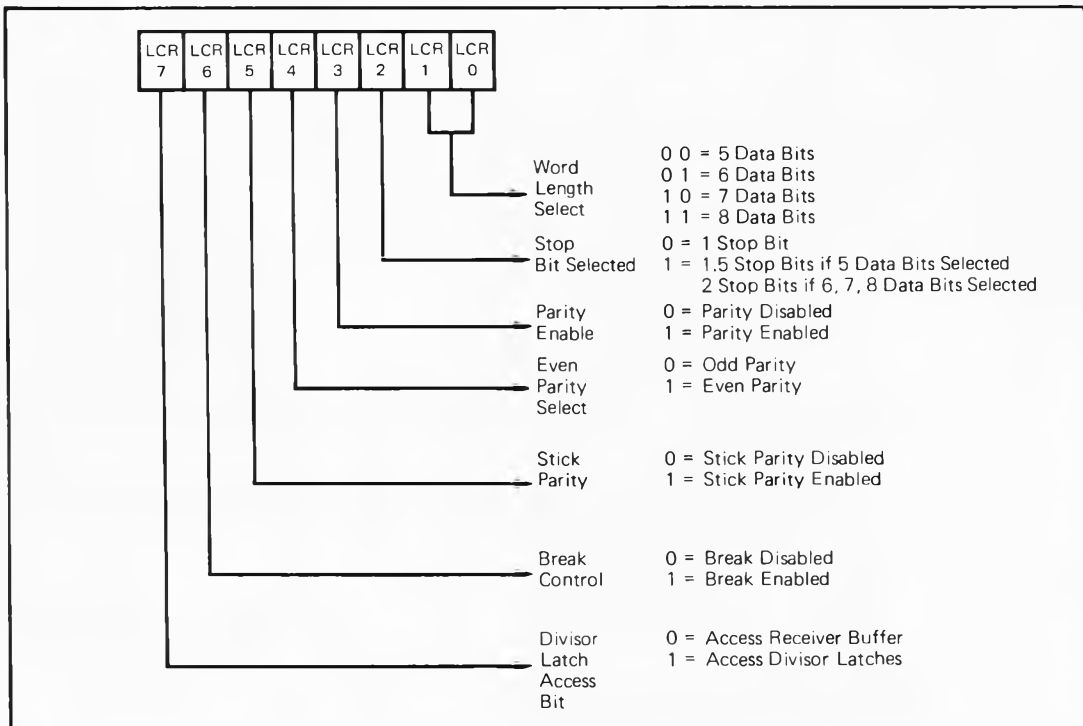 LCR LCR LCR LCR LCR LCR LCR LCR
7 6 5 4 3 2 1 0
Word Length Select
0 0 = 5 Data Bits
0 1 = 6 Data Bits
1 0 = 7 Data Bits
1 1 = 8 Data Bits
Stop Bit Selected
0 = 1 Stop Bit
1 = 1.5 Stop Bits if 5 Data Bits Selected
2 Stop Bits if 6, 7, 8 Data Bits Selected
Parity Enable
0 = Parity Disabled
1 = Parity Enabled
Even Parity Select
0 = Odd Parity
1 = Even Parity
Stick Parity
0 = Stick Parity Disabled
1 = Stick Parity Enabled
Break Control
0 = Break Disabled
1 = Break Enabled
Divisor Latch Access Bit
0 = Access Receiver Buffer
1 = Access Divisor Latches